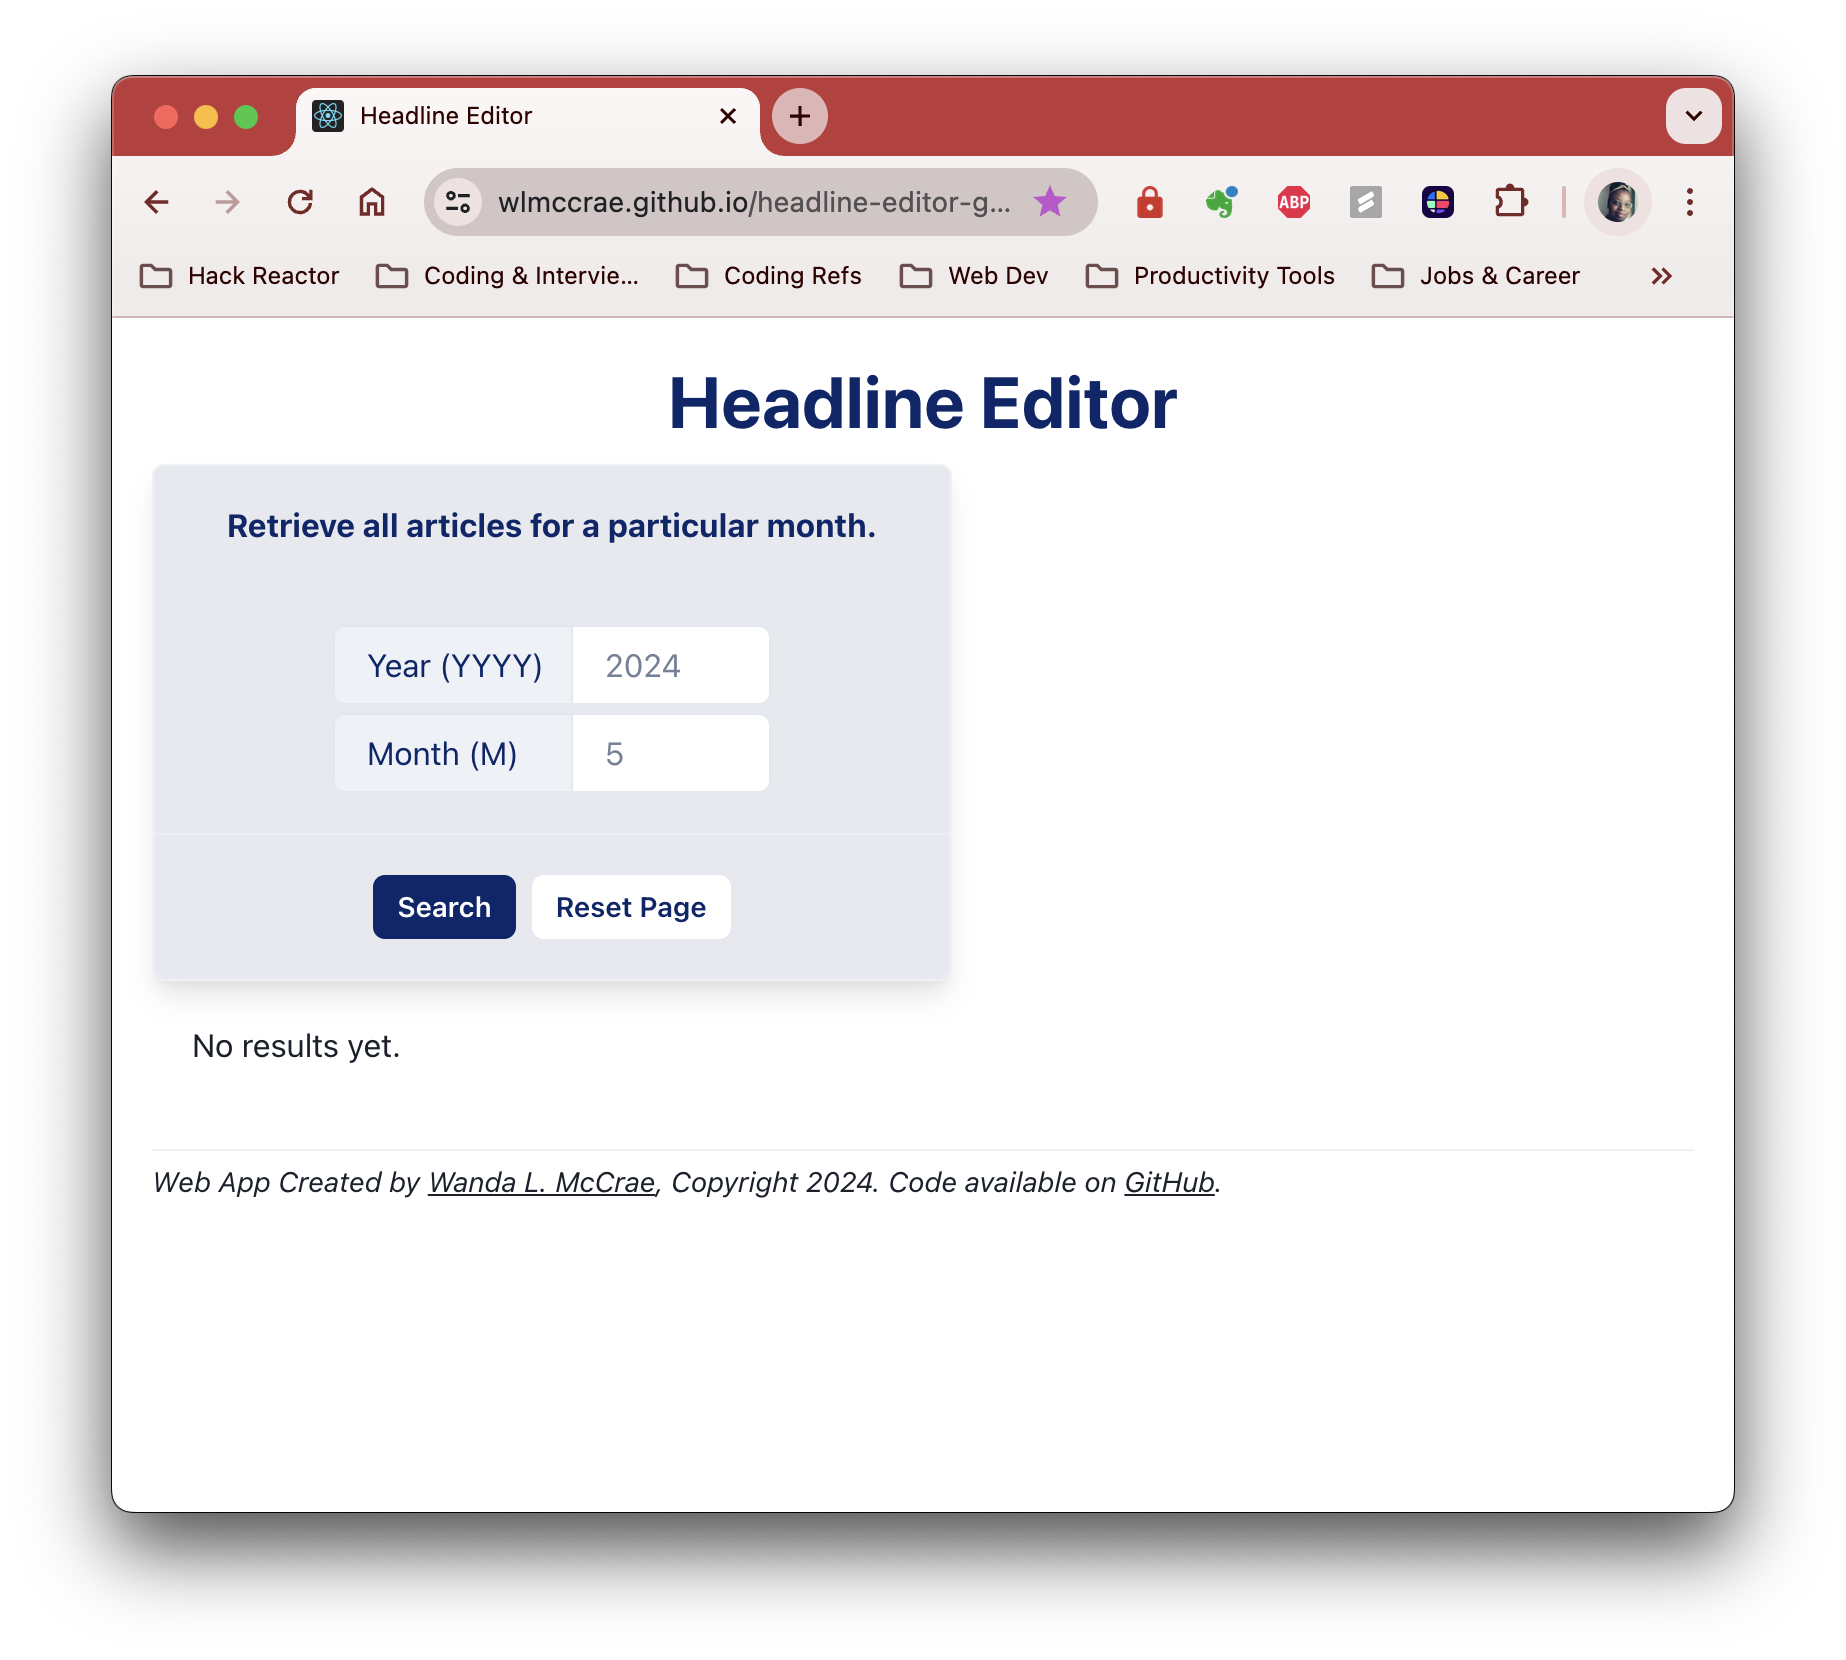 Headline Editor
wlmccrae.github.io/headline-editor-g...
ABP
Hack Reactor
Coding & Intervie...
Coding Refs
Web Dev
Productivity Tools
Jobs & Career
Headline Editor
Retrieve all articles for a particular month.
Year (YYYY) 2024
Month (M) 5
Search Reset Page
No results yet.
Web App Created by Wanda L. McCrae, Copyright 2024. Code available on GitHub.